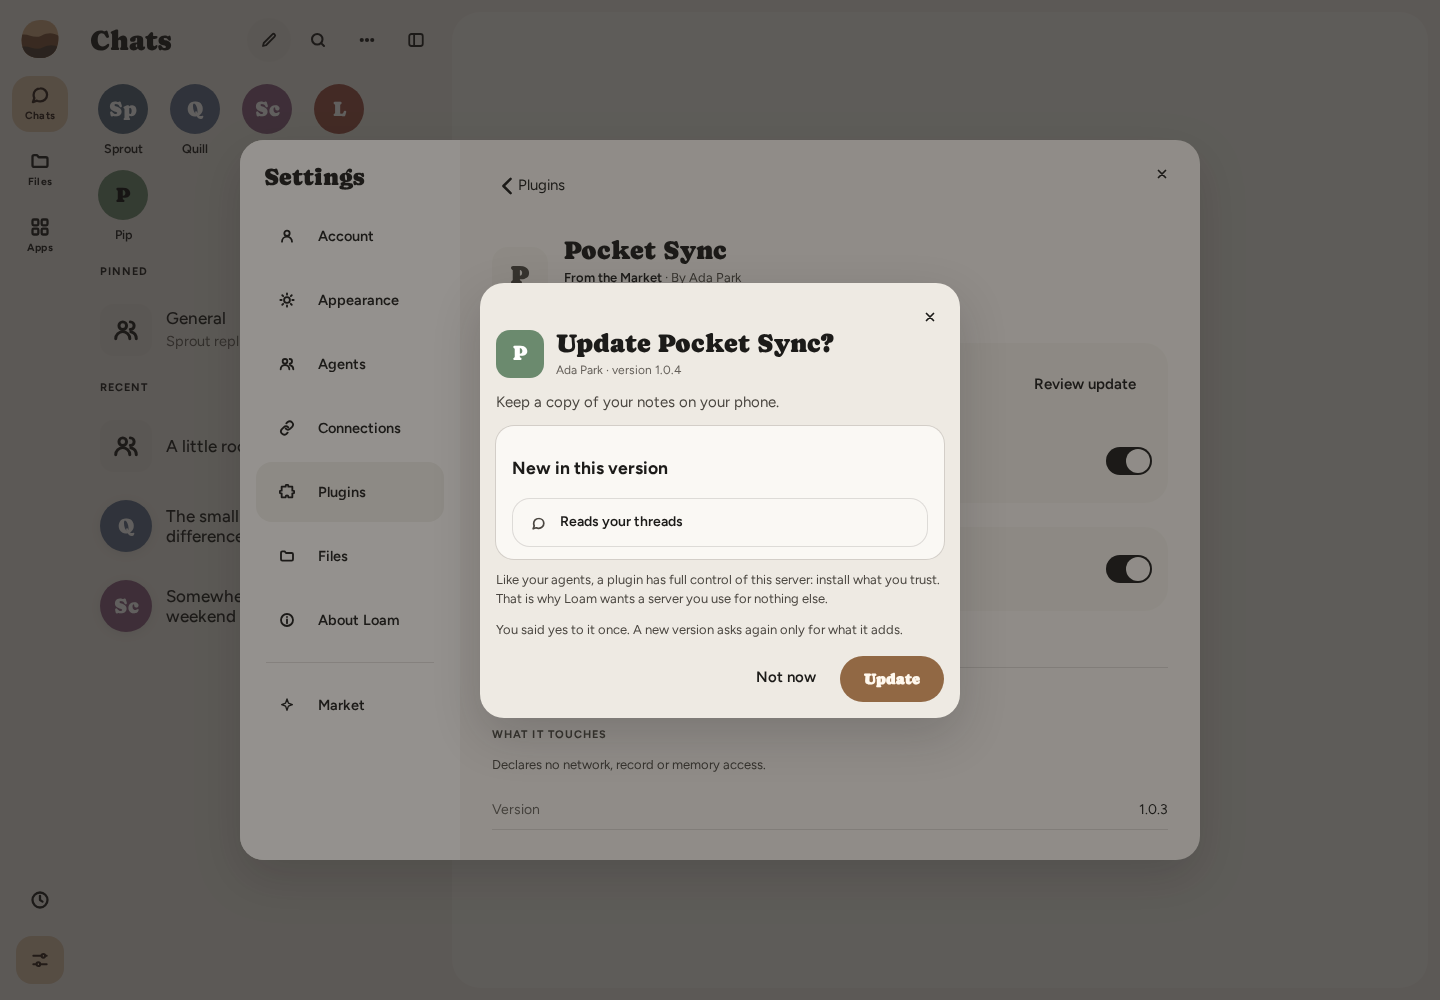 Chats
Sp
Q
Sc
L
Chats
Sprout
Quill
Files
P
Apps
Pip
PINNED
General
Sprout repl
RECENT
A little roo
Q
The small
difference
Sc
Somewhe
weekend
Settings
Account
Appearance
Agents
Connections
Plugins
Files
About Loam
Market
Plugins
P
Pocket Sync
From the Market · By Ada Park
Review update
P
Update Pocket Sync?
Ada Park · version 1.0.4
Keep a copy of your notes on your phone.
New in this version
Reads your threads
Like your agents, a plugin has full control of this server: install what you trust.
That is why Loam wants a server you use for nothing else.
You said yes to it once. A new version asks again only for what it adds.
Not now
Update
WHAT IT TOUCHES
Declares no network, record or memory access.
Version
1.0.3